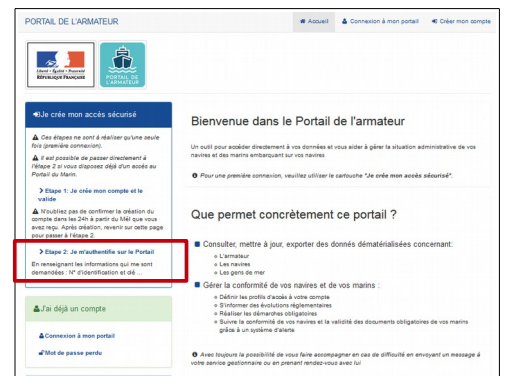 PORTAIL DE L'ARMATEUR
Accueil
Connexion à mon portail
Créer mon compte
Liberté • Égalité • Fraternité
RÉPUBLIQUE FRANÇAISE
PORTAIL DE
L'ARMATEUR
Je crée mon accès sécurisé
Ces étapes ne sont à réaliser qu'une seule
fois (première connexion).
Il est possible de passer directement à
l'étape 2 si vous disposez déjà d'un accès au
Portail du Marin.
Etape 1: Je crée mon compte et le
valide
N'oubliez pas de confirmer la création du
compte dans les 24h à partir du Mél que vous
avez reçu. Après création, revenir sur cette page
pour passer à l'étape 2.
Etape 2: Je m'authentifie sur le Portail
En renseignant les informations qui me sont
demandées : N° d'identification et clé ...
J'ai déjà un compte
Connexion à mon portail
Mot de passe perdu
Bienvenue dans le Portail de l'armateur
Un outil pour accéder directement à vos données et vous aider à gérer la situation administrative de vos
navires et des marins embarquant sur vos navires
Pour une première connexion, veuillez utiliser le cartouche "Je crée mon accès sécurisé".
Que permet concrètement ce portail ?
Consulter, mettre à jour, exporter des donnés dématérialisées concernant:
L'armateur
Les navires
Les gens de mer
Gérer la conformité de vos navires et de vos marins :
Définir les profils d'accès à votre compte
S'informer des évolutions réglementaires
Réaliser les démarches obligatoires
Suivre la conformité de vos navires et la validité des documents obligatoires de vos marins
grâce à un système d'alerte
Avec toujours la possibilité de vous faire accompagner en cas de difficulté en envoyant un message à
votre service gestionnaire ou en prenant rendez-vous avec lui